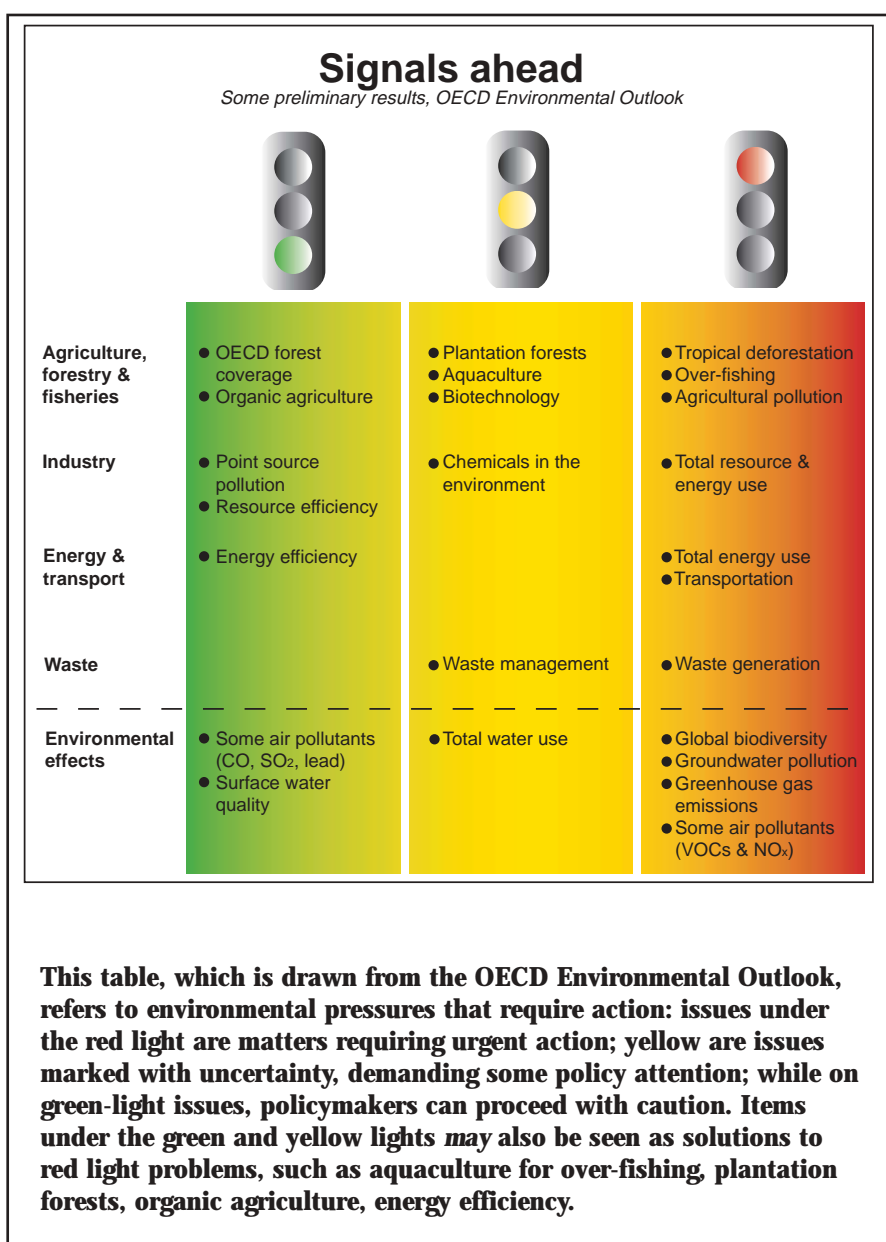 Signals ahead
Some preliminary results, OECD Environmental Outlook
Agriculture,
forestry &
fisheries
● OECD forest
coverage
● Organic agriculture
● Plantation forests
● Aquaculture
● Biotechnology
● Tropical deforestation
● Over-fishing
● Agricultural pollution
Industry
● Point source
pollution
● Resource efficiency
● Chemicals in the
environment
● Total resource &
energy use
Energy &
transport
● Energy efficiency
● Total energy use
● Transportation
Waste
● Waste management
● Waste generation
Environmental
effects
● Some air pollutants
(CO, SO₂, lead)
● Surface water
quality
● Total water use
● Global biodiversity
● Groundwater pollution
● Greenhouse gas
emissions
● Some air pollutants
(VOCs & NOₓ)
This table, which is drawn from the OECD Environmental Outlook,
refers to environmental pressures that require action: issues under
the red light are matters requiring urgent action; yellow are issues
marked with uncertainty, demanding some policy attention; while on
green-light issues, policymakers can proceed with caution. Items
under the green and yellow lights may also be seen as solutions to
red light problems, such as aquaculture for over-fishing, plantation
forests, organic agriculture, energy efficiency.